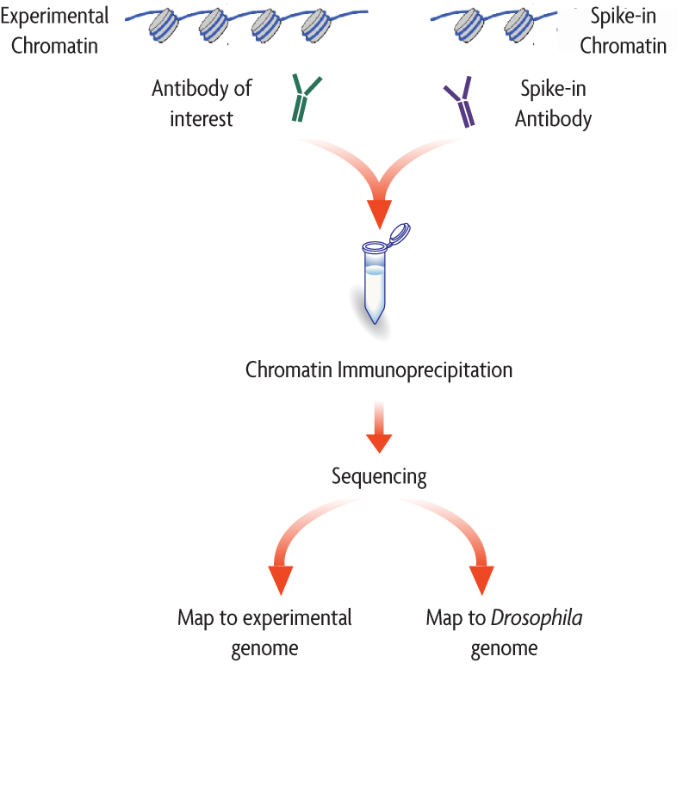 Experimental
Chromatin
Spike-in
Chromatin
Antibody of
interest
Spike-in
Antibody
Chromatin Immunoprecipitation
Sequencing
Map to experimental
genome
Map to Drosophila
genome